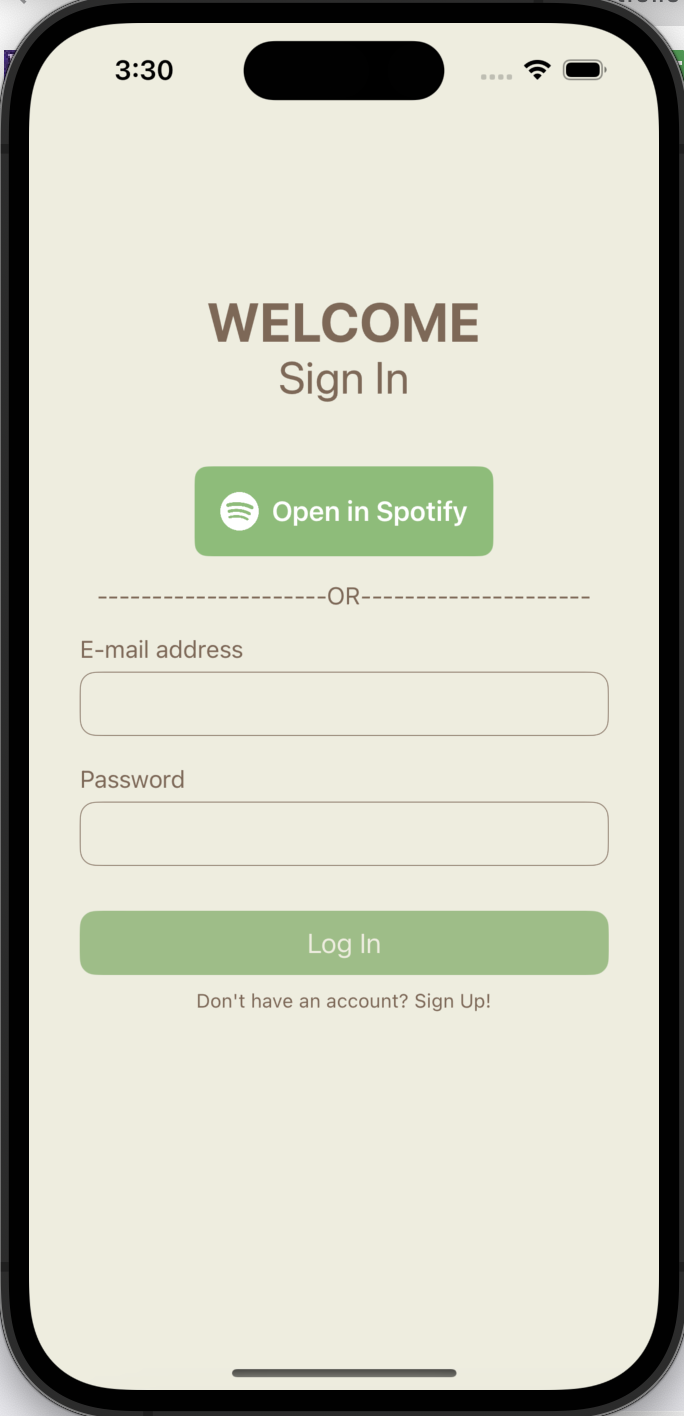 3:30
WELCOME
Sign In
Open in Spotify
---------------------OR---------------------
E-mail address
Password
Log In
Don't have an account? Sign Up!